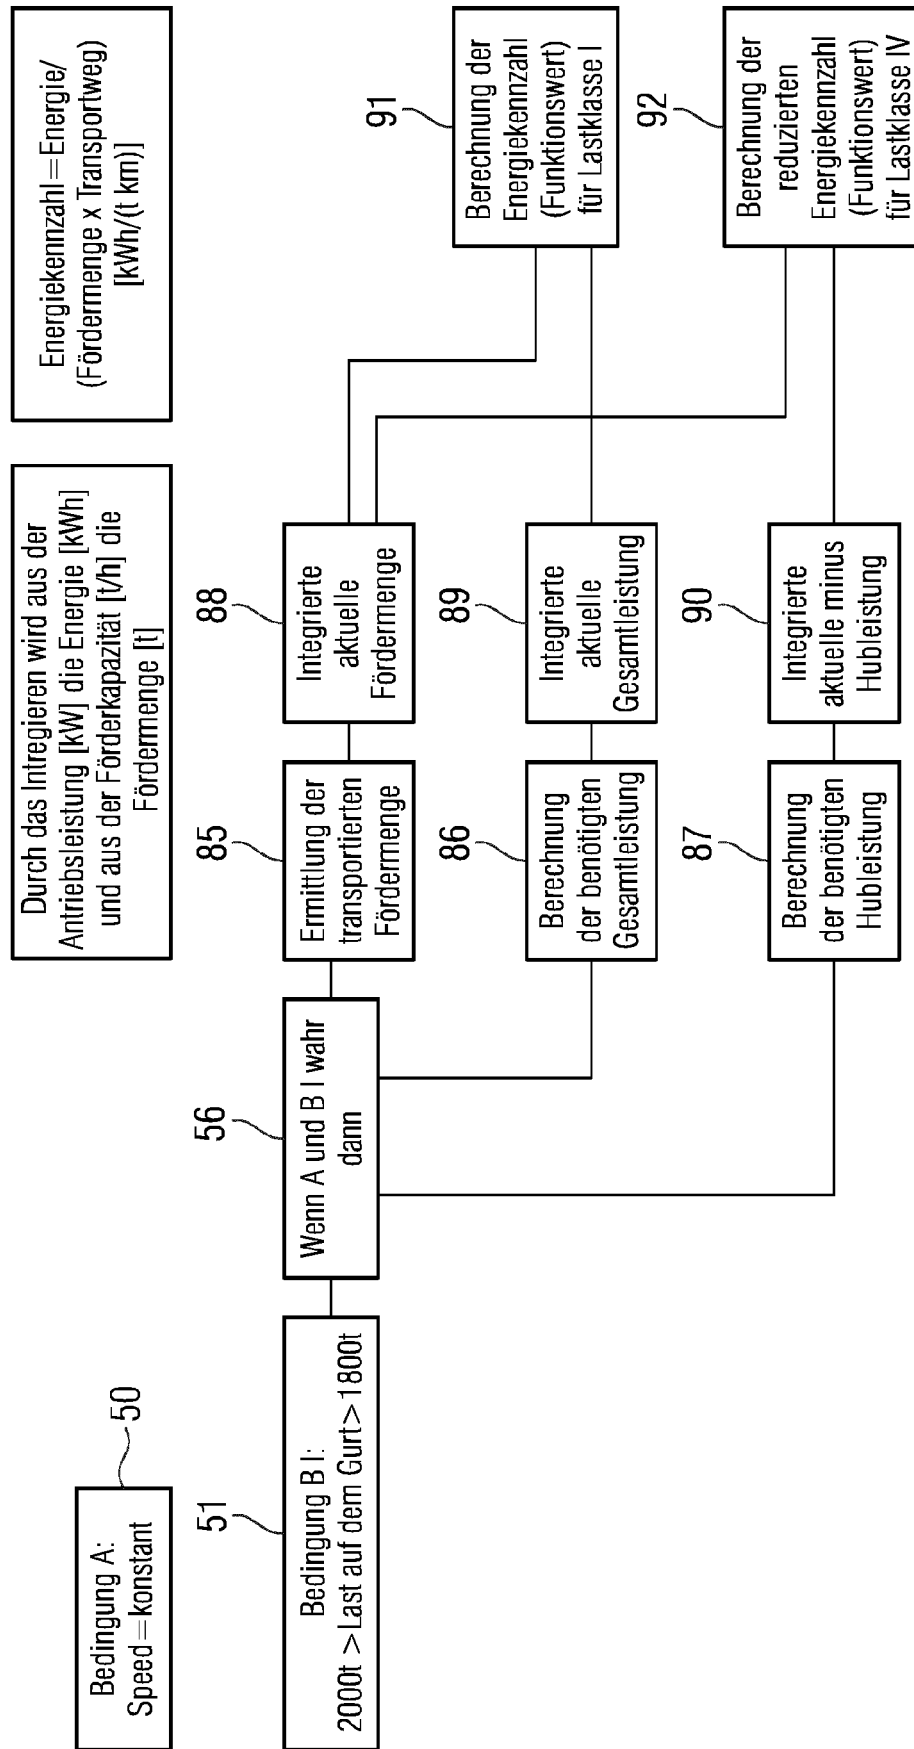 Bedingung A:
Speed=konstant
50
Durch das Intregieren wird aus der
Antriebsleistung [kW] die Energie [kWh]
und aus der Förderkapazität [t/h] die
Fördermenge [t]
Energiekennzahl=Energie/
(Fördermenge x Transportweg)
[kWh/(t km)]
51
Bedingung B I:
2000t >Last auf dem Gurt>1800t
56
Wenn A und B I wahr
dann
85
Ermittlung der
transportierten
Fördermenge
88
Integrierte
aktuelle
Fördermenge
86
Berechnung
der benötigten
Gesamtleistung
89
Integrierte
aktuelle
Gesamtleistung
87
Berechnung
der benötigten
Hubleistung
90
Integrierte
aktuelle minus
Hubleistung
91
Berechnung der
Energiekennzahl
(Funktionswert)
für Lastklasse I
92
Berechnung der
reduzierten
Energiekennzahl
(Funktionswert)
für Lastklasse IV